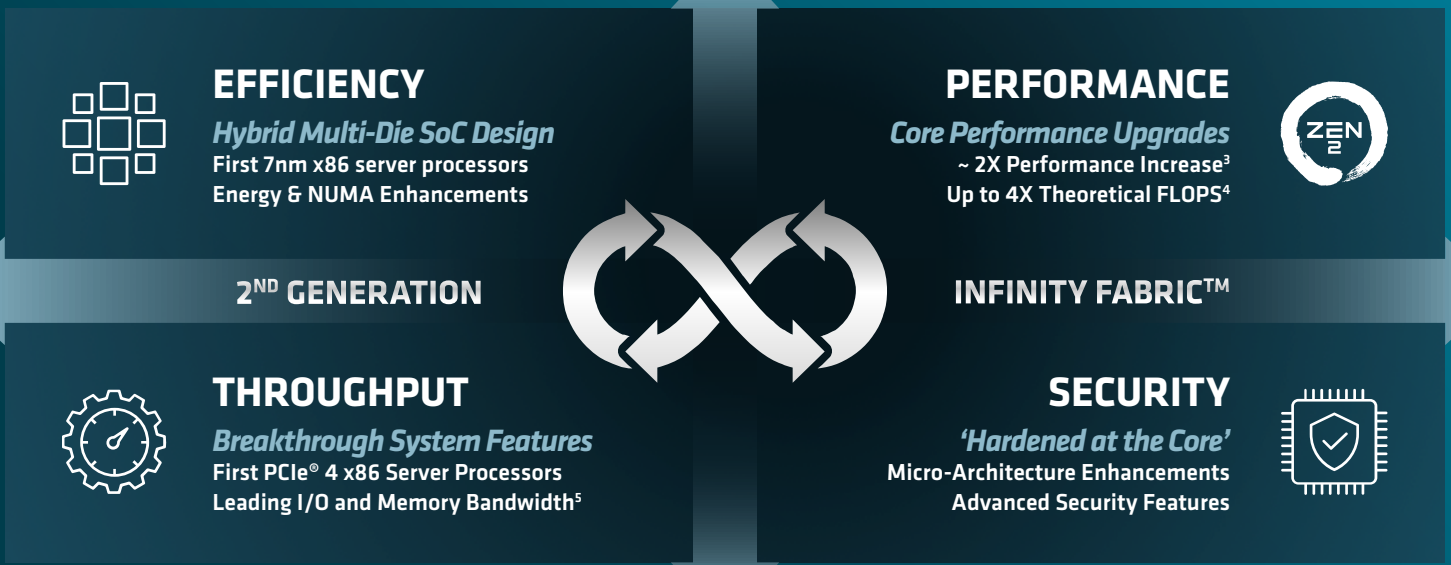 EFFICIENCY
Hybrid Multi-Die SoC Design
First 7nm x86 server processors
Energy & NUMA Enhancements
PERFORMANCE
Core Performance Upgrades
~ 2X Performance Increase³
Up to 4X Theoretical FLOPS⁴
ZEN
2
2ND GENERATION
INFINITY FABRIC™
THROUGHPUT
Breakthrough System Features
First PCIe® 4 x86 Server Processors
Leading I/O and Memory Bandwidth⁵
SECURITY
‘Hardened at the Core’
Micro-Architecture Enhancements
Advanced Security Features